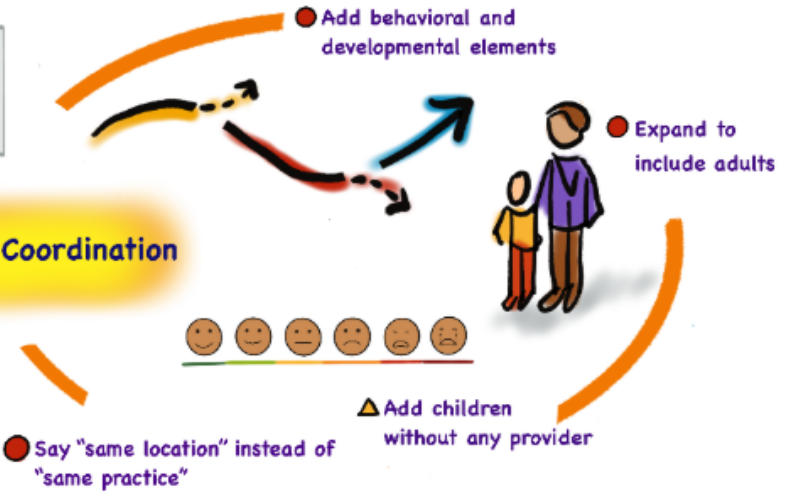 Add behavioral and
developmental elements
Expand to
include adults
Coordination
Add children
without any provider
Say "same location" instead of
"same practice"